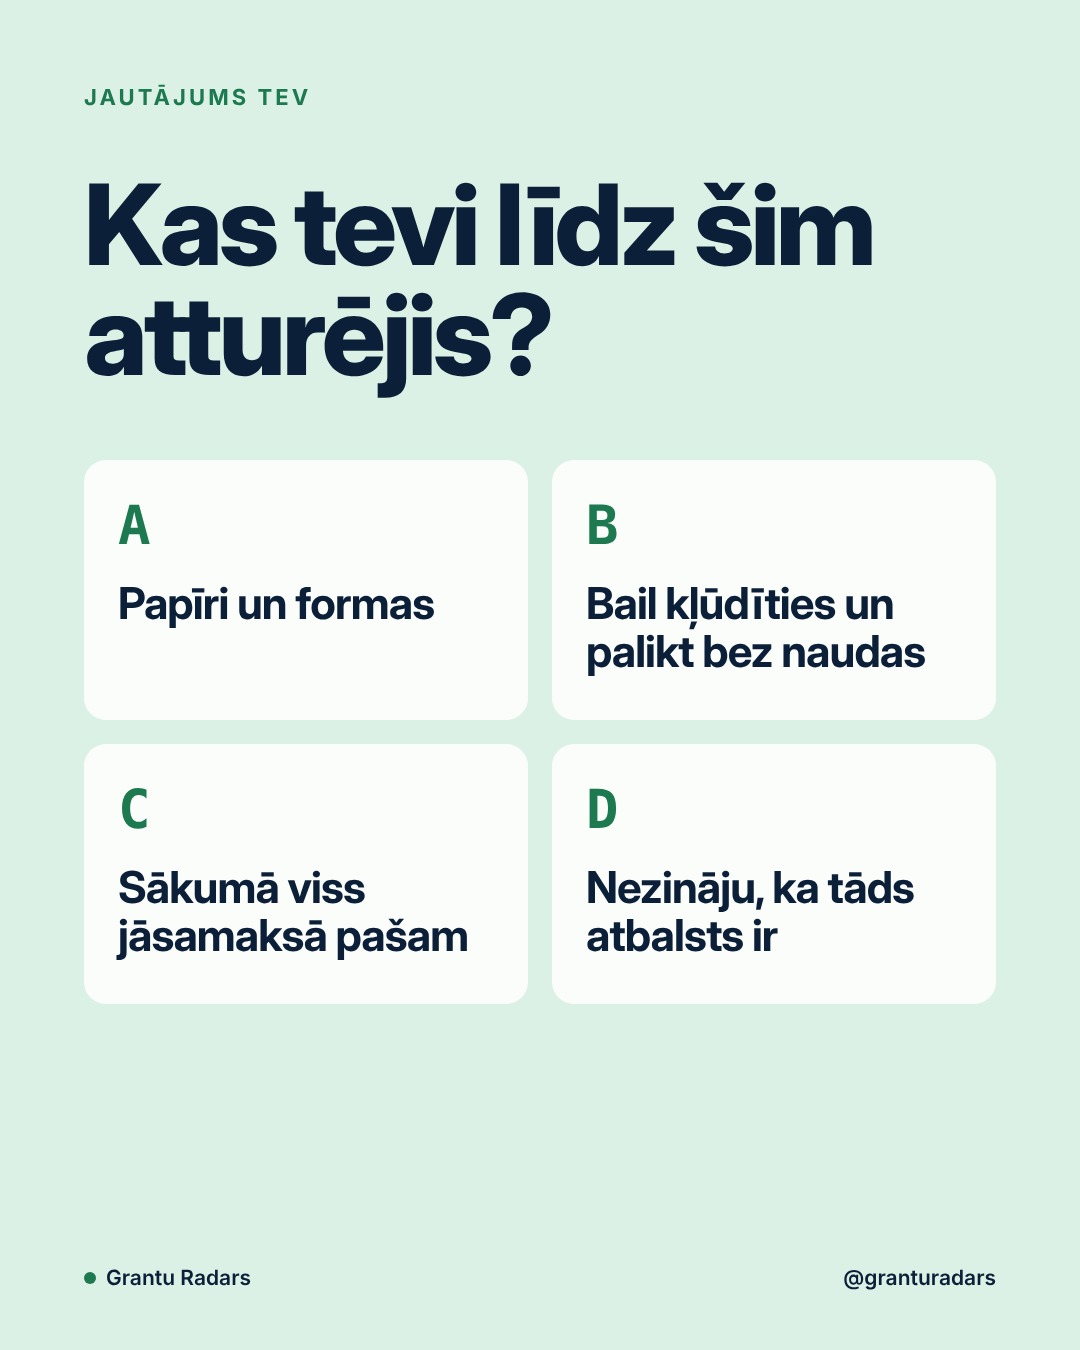 JAUTĀJUMS TEV
Kas tevi līdz šim
atturējis?
A
Papīri un formas
B
Bail kļūdīties un
palikt bez naudas
C
Sākumā viss
jāsamaksā pašam
D
Nezināju, ka tāds
atbalsts ir
Grantu Radars
@granturadars